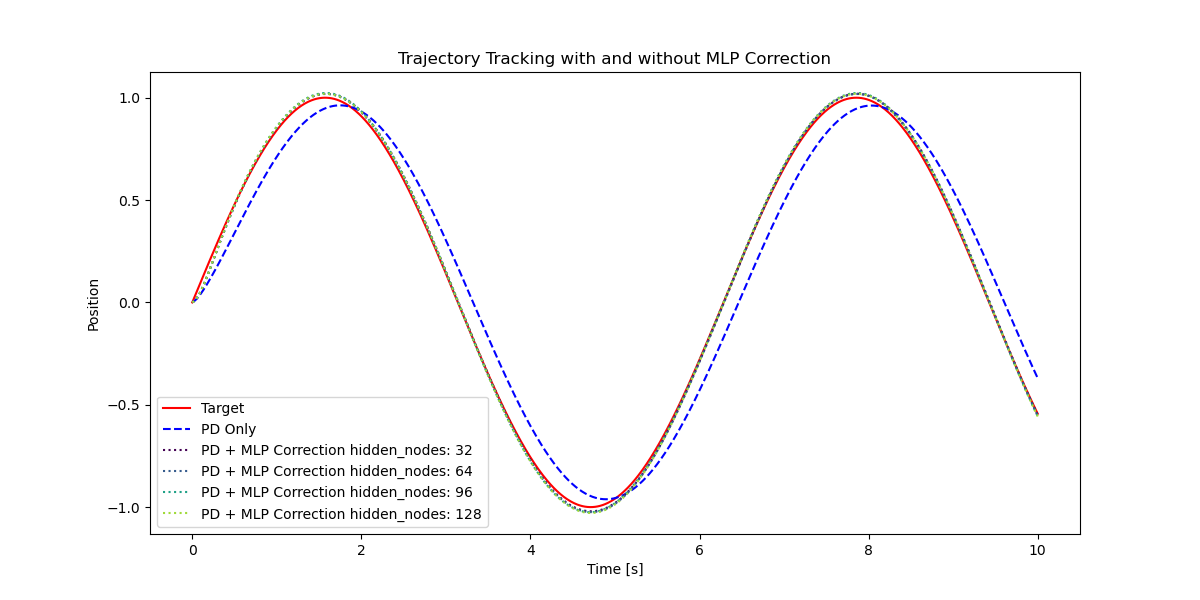 Trajectory Tracking with and without MLP Correction
1.0
0.5
0.0
−0.5
−1.0
Position
Target
PD Only
PD + MLP Correction hidden_nodes: 32
PD + MLP Correction hidden_nodes: 64
PD + MLP Correction hidden_nodes: 96
PD + MLP Correction hidden_nodes: 128
0 2 4 6 8 10
Time [s]